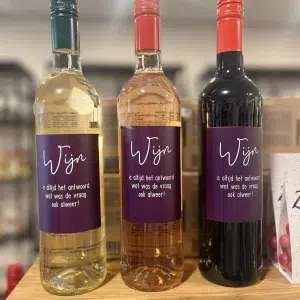 Wijn
is altijd het antwoord
wat was de vraag
ook alweer!
Wijn
is altijd het antwoord
wat was de vraag
ook alweer!
Wijn
is altijd het antwoord
wat was de vraag
ook alweer!